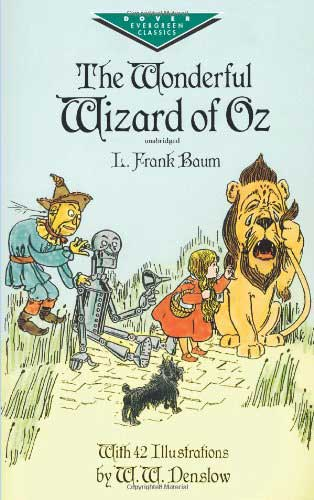 DOVER
EVERGREEN
CLASSICS
The Wonderful
Wizard of Oz
unabridged
L. Frank Baum
With 42 Illustrations
by W. W. Denslow